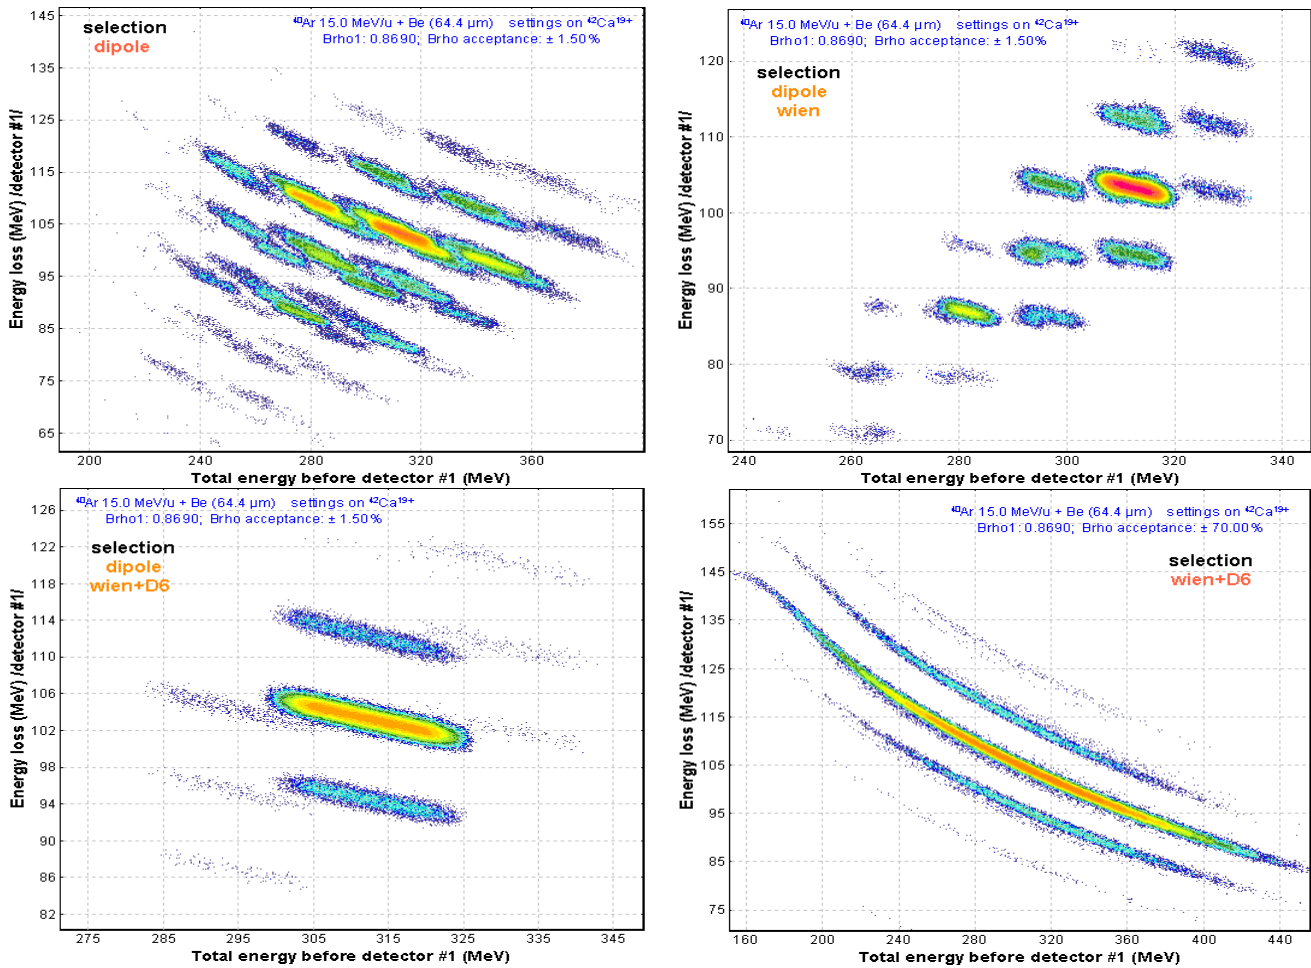 ⁴⁰Ar 15.0 MeV/u + Be (64.4 µm) settings on ⁴²Ca¹⁹⁺
Brho1: 0.8690; Brho acceptance: ± 1.50%
selection
dipole
Energy loss (MeV) /detector #1/
145
135
125
115
105
95
85
75
65
200 240 280 320 360
Total energy before detector #1 (MeV)
⁴⁰Ar 15.0 MeV/u + Be (64.4 µm) settings on ⁴²Ca¹⁹⁺
Brho1: 0.8690; Brho acceptance: ± 1.50%
selection
dipole
wien
Energy loss (MeV) /detector #1/
120
110
100
90
80
70
240 260 280 300 320 340
Total energy before detector #1 (MeV)
⁴⁰Ar 15.0 MeV/u + Be (64.4 µm) settings on ⁴²Ca¹⁹⁺
Brho1: 0.8690; Brho acceptance: ± 1.50%
selection
dipole
wien+D6
Energy loss (MeV) /detector #1/
126
122
118
114
110
106
102
98
94
90
86
82
275 285 295 305 315 325 335 345
Total energy before detector #1 (MeV)
⁴⁰Ar 15.0 MeV/u + Be (64.4 µm) settings on ⁴²Ca¹⁹⁺
Brho1: 0.8690; Brho acceptance: ± 70.00%
selection
wien+D6
Energy loss (MeV) /detector #1/
155
145
135
125
115
105
95
85
75
160 200 240 280 320 360 400 440
Total energy before detector #1 (MeV)